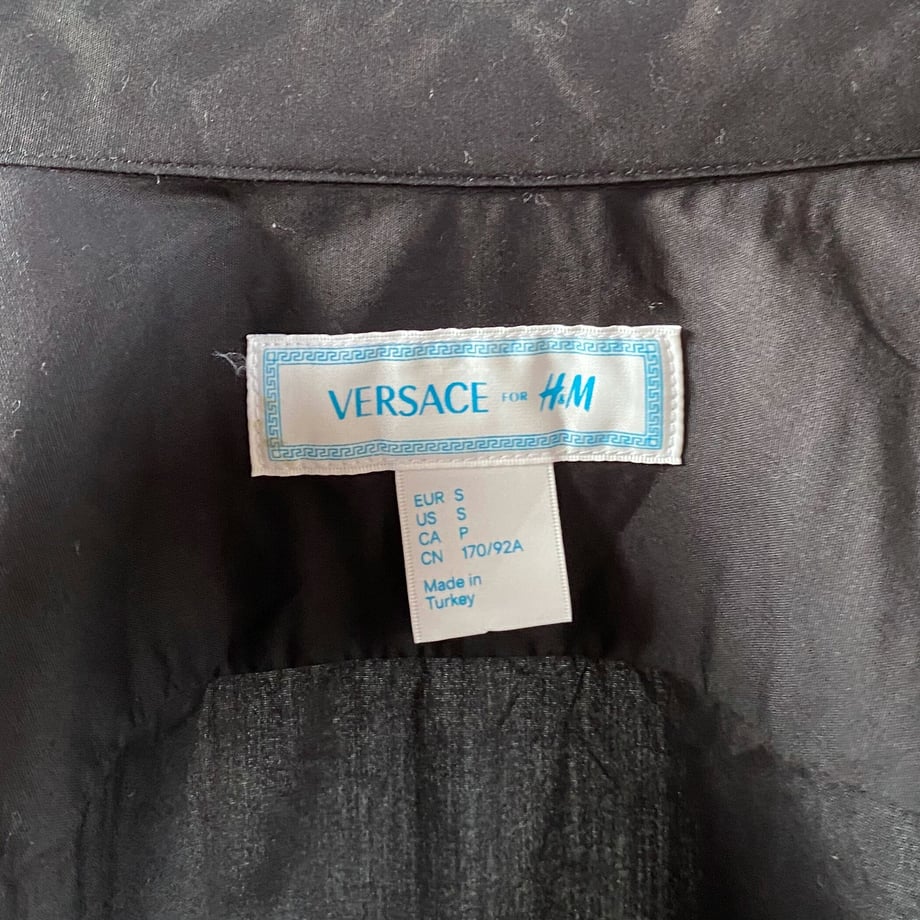 VERSACE FOR H&M
EUR S
US S
CA P
CN 170/92A
Made in
Turkey